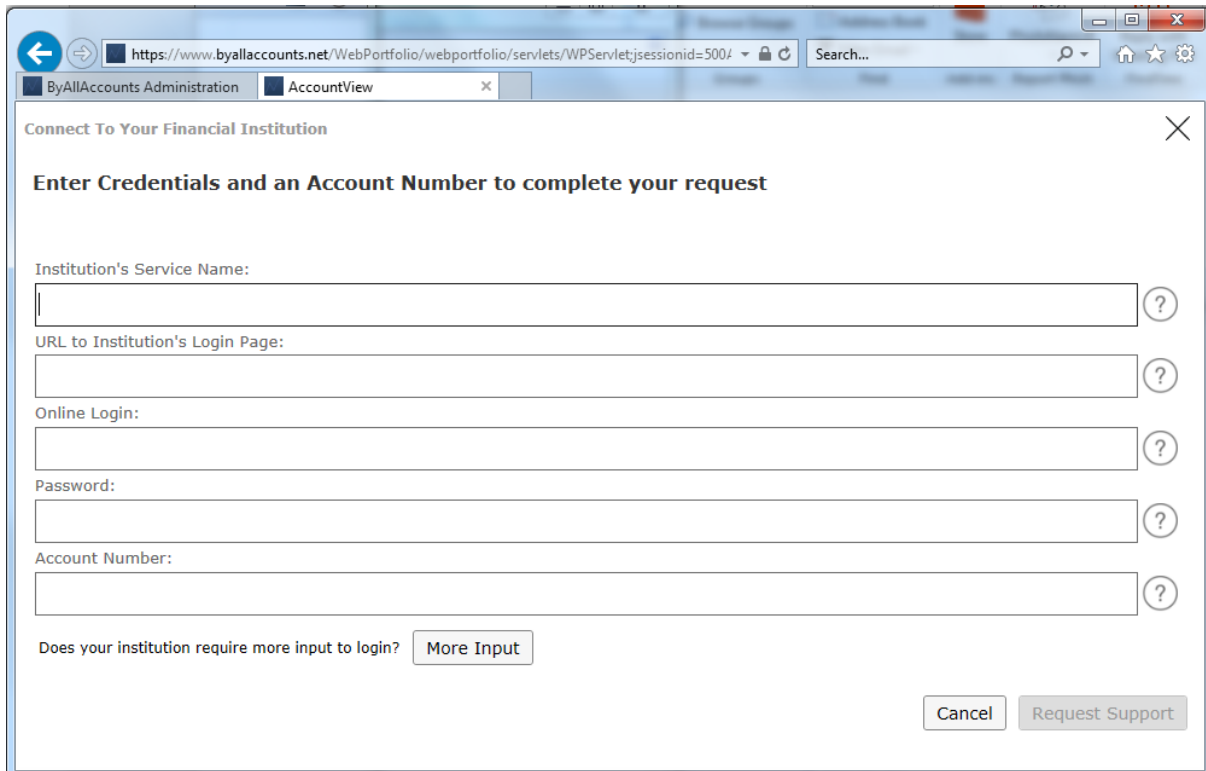 https://www.byallaccounts.net/WebPortfolio/webportfolio/servlets/WPServlet;jsessionid=500
Search...
ByAllAccounts Administration
AccountView
Connect To Your Financial Institution
Enter Credentials and an Account Number to complete your request
Institution's Service Name:
?
URL to Institution's Login Page:
?
Online Login:
?
Password:
?
Account Number:
?
Does your institution require more input to login? More Input
Cancel Request Support